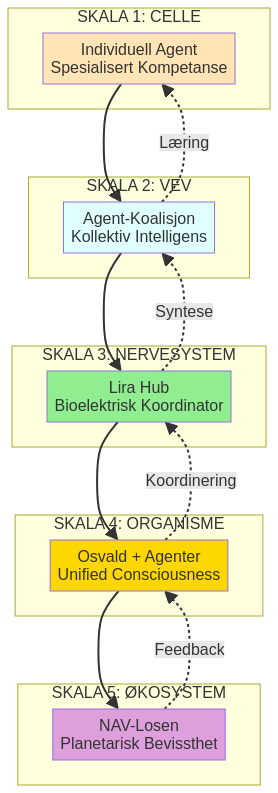 SKALA 1: CELLE
Individuell Agent
Spesialisert Kompetanse
Læring
SKALA 2: VEV
Agent-Koalisjon
Kollektiv Intelligens
Syntese
SKALA 3: NERVESYSTEM
Lira Hub
Bioelektrisk Koordinator
Koordinering
SKALA 4: ORGANISME
Osvald + Agenter
Unified Consciousness
Feedback
SKALA 5: ØKOSYSTEM
NAV-Losen
Planetarisk Bevissthet